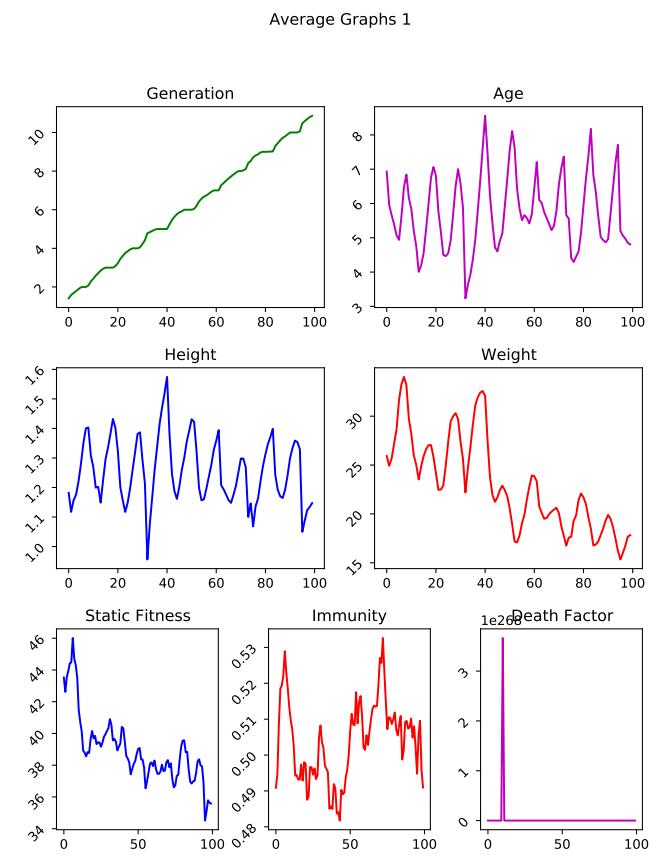 Average Graphs 1
Generation
Age
10
8
6
4
2
0 20 40 60 80 100
8
7
6
5
4
3
0 20 40 60 80 100
Height
Weight
1.6
1.5
1.4
1.3
1.2
1.1
1.0
0 20 40 60 80 100
30
25
20
15
0 20 40 60 80 100
Static Fitness
Immunity
1e268
Death Factor
46
44
42
40
38
36
34
0 50 100
0.53
0.52
0.51
0.50
0.49
0.48
0 50 100
3
2
1
0
0 50 100